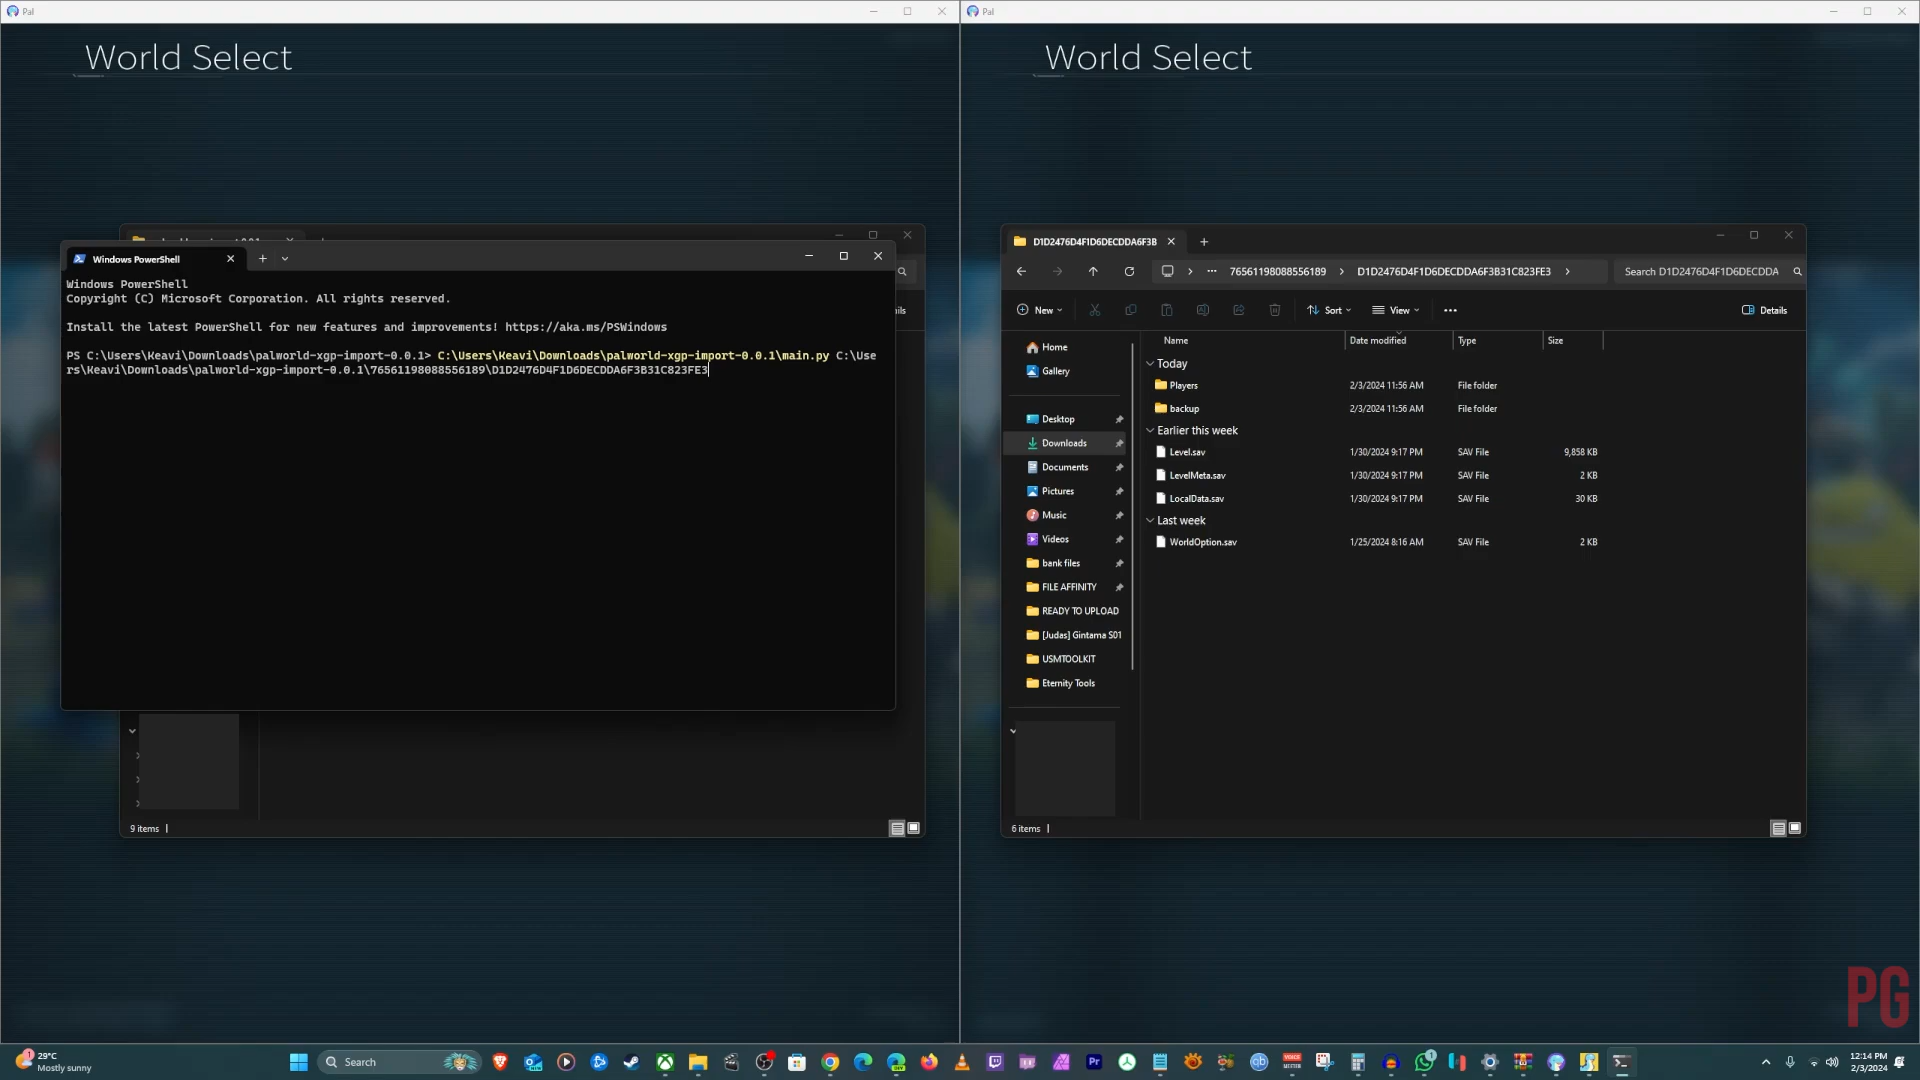 Pal
World Select
Windows PowerShell
Windows PowerShell
Copyright (C) Microsoft Corporation. All rights reserved.
Install the latest PowerShell for new features and improvements! https://aka.ms/PSWindows
PS C:\Users\Keavi\Downloads\palworld-xgp-import-0.0.1> C:\Users\Keavi\Downloads\palworld-xgp-import-0.0.1\main.py C:\Use
rs\Keavi\Downloads\palworld-xgp-import-0.0.1\76561198088556189\D1D2476D4F1D6DECDDA6F3B31C823FE3
9 items
Pal
World Select
D1D2476D4F1D6DECDDA6F3B
76561198088556189 > D1D2476D4F1D6DECDDA6F3B31C823FE3 >
Search D1D2476D4F1D6DECDDA
New
Sort
View
Details
Name Date modified Type Size
Home
Gallery
Desktop
Downloads
Documents
Pictures
Music
Videos
bank files
FILE AFFINITY
READY TO UPLOAD
[Judas] Gintama S01
USMTOOLKIT
Eternity Tools
Today
Players 2/3/2024 11:56 AM File folder
backup 2/3/2024 11:56 AM File folder
Earlier this week
Level.sav 1/30/2024 9:17 PM SAV File 9,858 KB
LevelMeta.sav 1/30/2024 9:17 PM SAV File 2 KB
LocalData.sav 1/30/2024 9:17 PM SAV File 30 KB
Last week
WorldOption.sav 1/25/2024 8:16 AM SAV File 2 KB
6 items
PG
29°C
Mostly sunny
Search
12:14 PM
2/3/2024